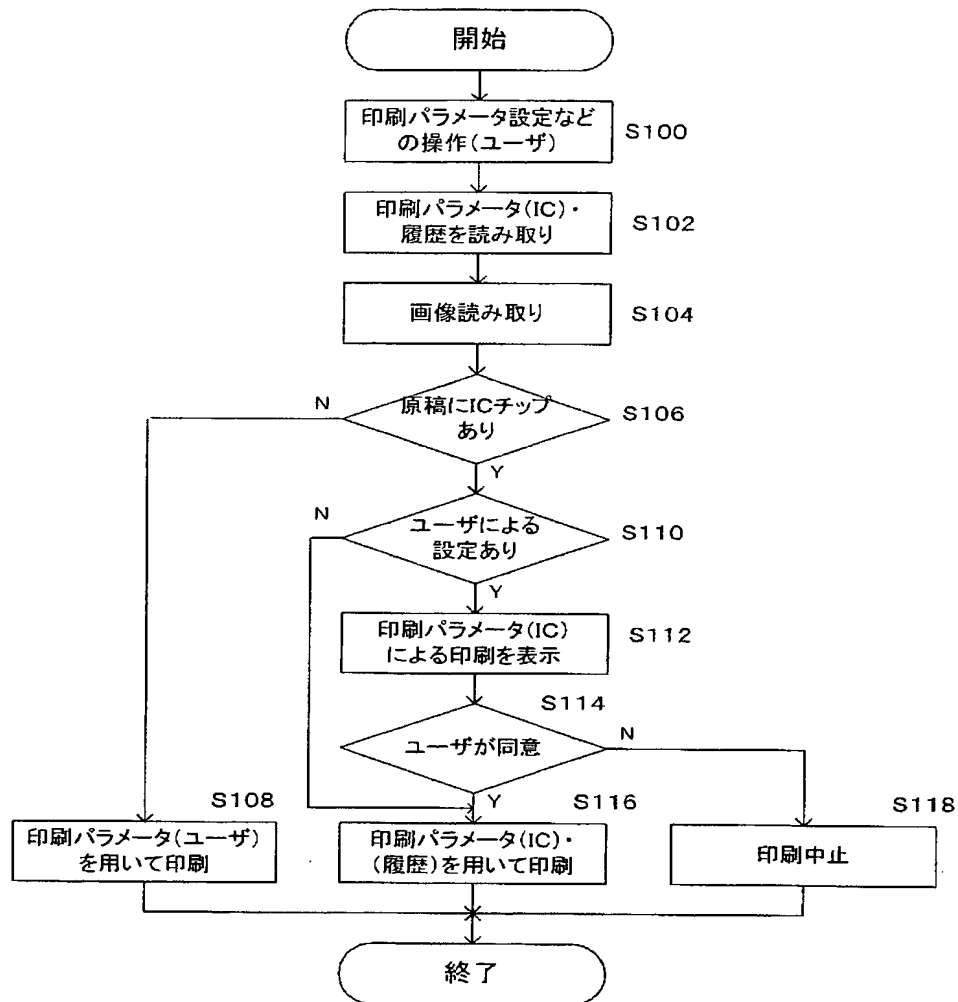 開始
印刷パラメータ設定など
の操作(ユーザ)
S100
印刷パラメータ(IC)・
履歴を読み取り
S102
画像読み取り
S104
原稿にICチップ
あり
S106
N
Y
ユーザによる
設定あり
S110
N
Y
印刷パラメータ(IC)
による印刷を表示
S112
S114
ユーザが同意
N
Y
S108
印刷パラメータ(ユーザ)
を用いて印刷
S116
印刷パラメータ(IC)・
(履歴)を用いて印刷
S118
印刷中止
終了